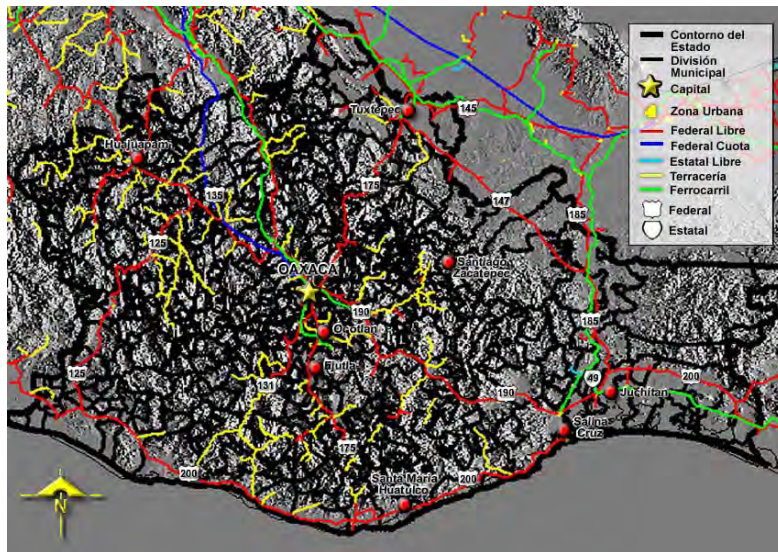 Contorno del
Estado
División
Municipal
Capital
Zona Urbana
Federal Libre
Federal Cuota
Estatal Libre
Terracería
Ferrocarril
Federal
Estatal
Tuxtepec
145
Huajuapam
175
135
147
185
125
OAXACA
Santiago
Zacatepec
190
Ocotlan
185
Ejutla
125
131
190
49
200
Juchitan
Salina
Cruz
175
200
Santa María
Huatulco
200
N